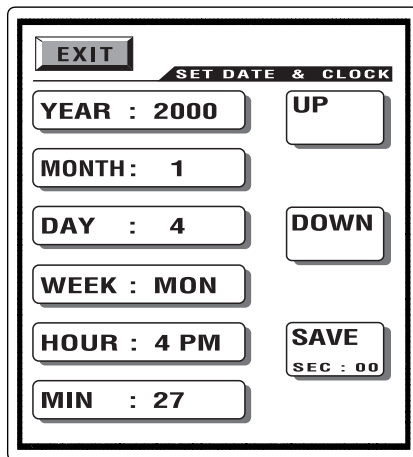 EXIT
SET DATE & CLOCK
YEAR : 2000
UP
MONTH : 1
DAY : 4
DOWN
WEEK : MON
HOUR : 4 PM
SAVE
SEC : 00
MIN : 27